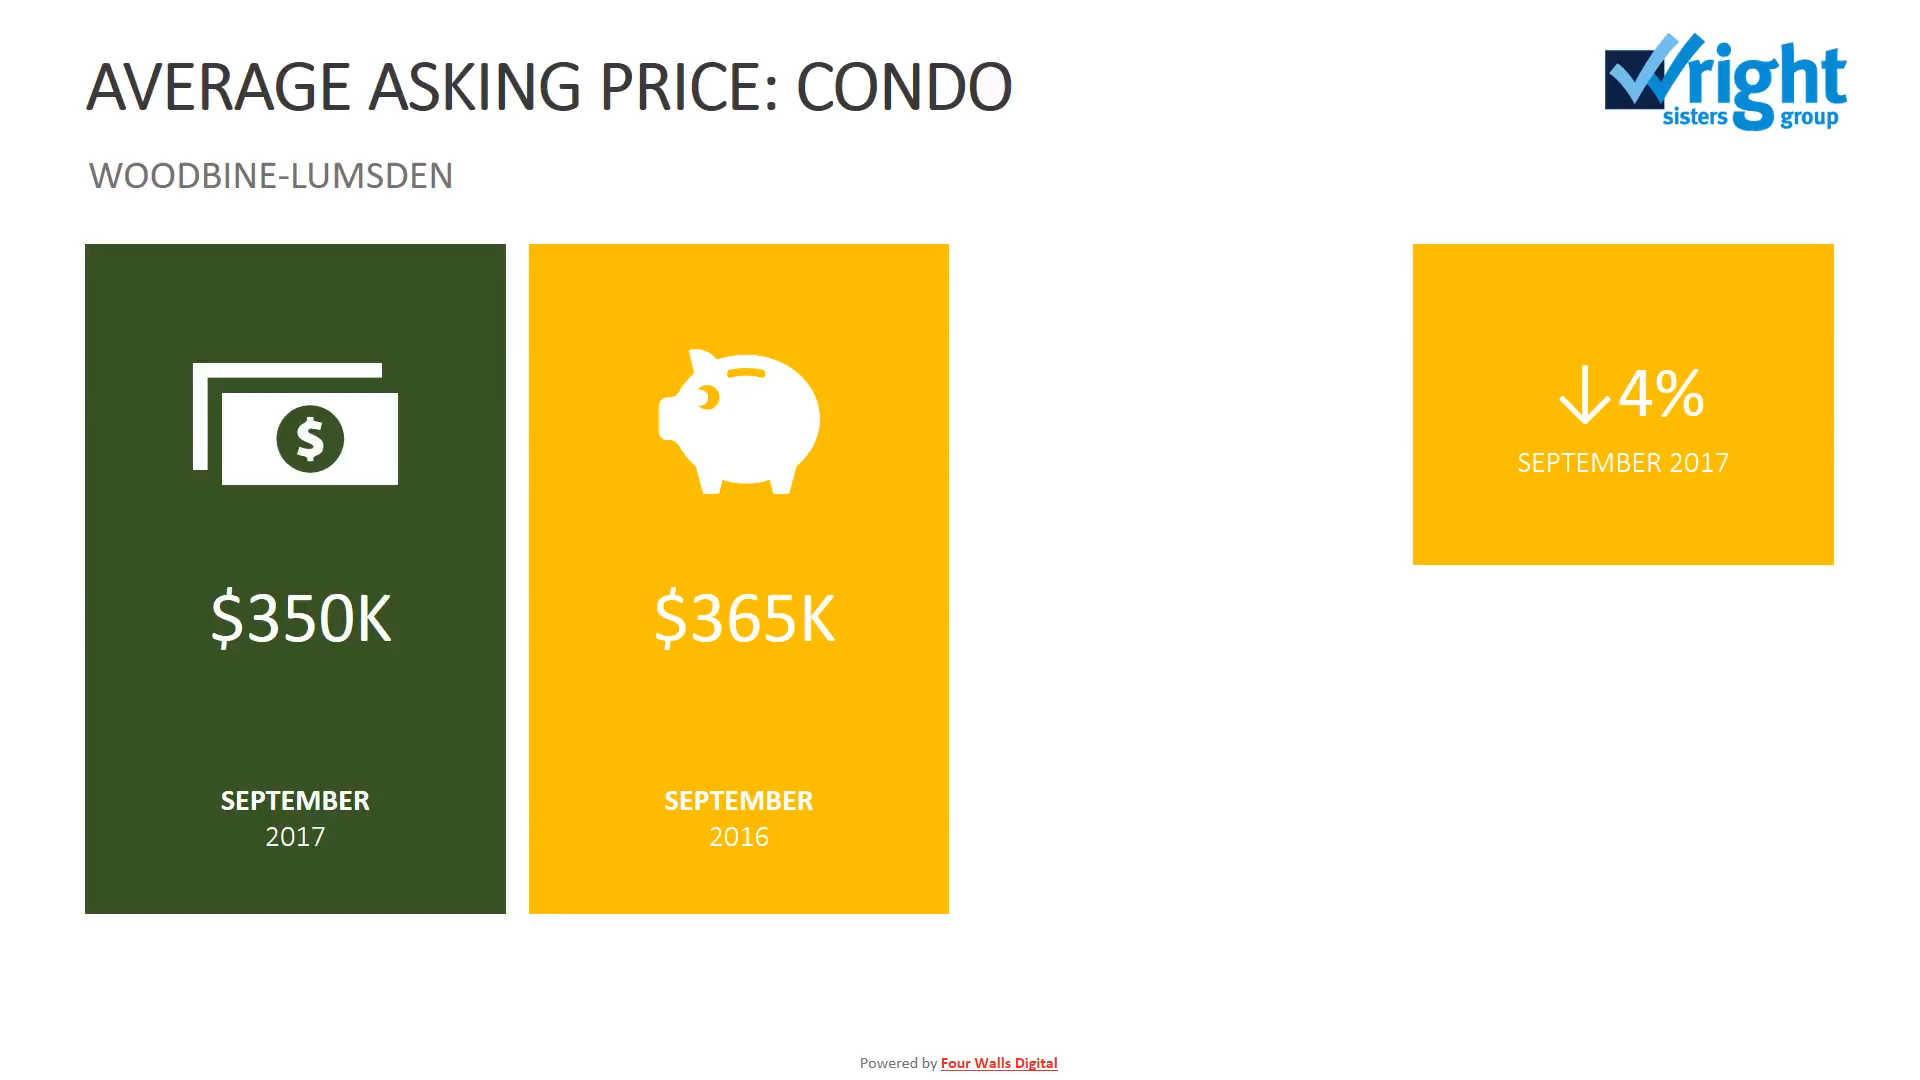 AVERAGE ASKING PRICE: CONDO
Wright
sisters group
WOODBINE-LUMSDEN
$
$350K
SEPTEMBER
2017
$365K
SEPTEMBER
2016
↓4%
SEPTEMBER 2017
Powered by Four Walls Digital